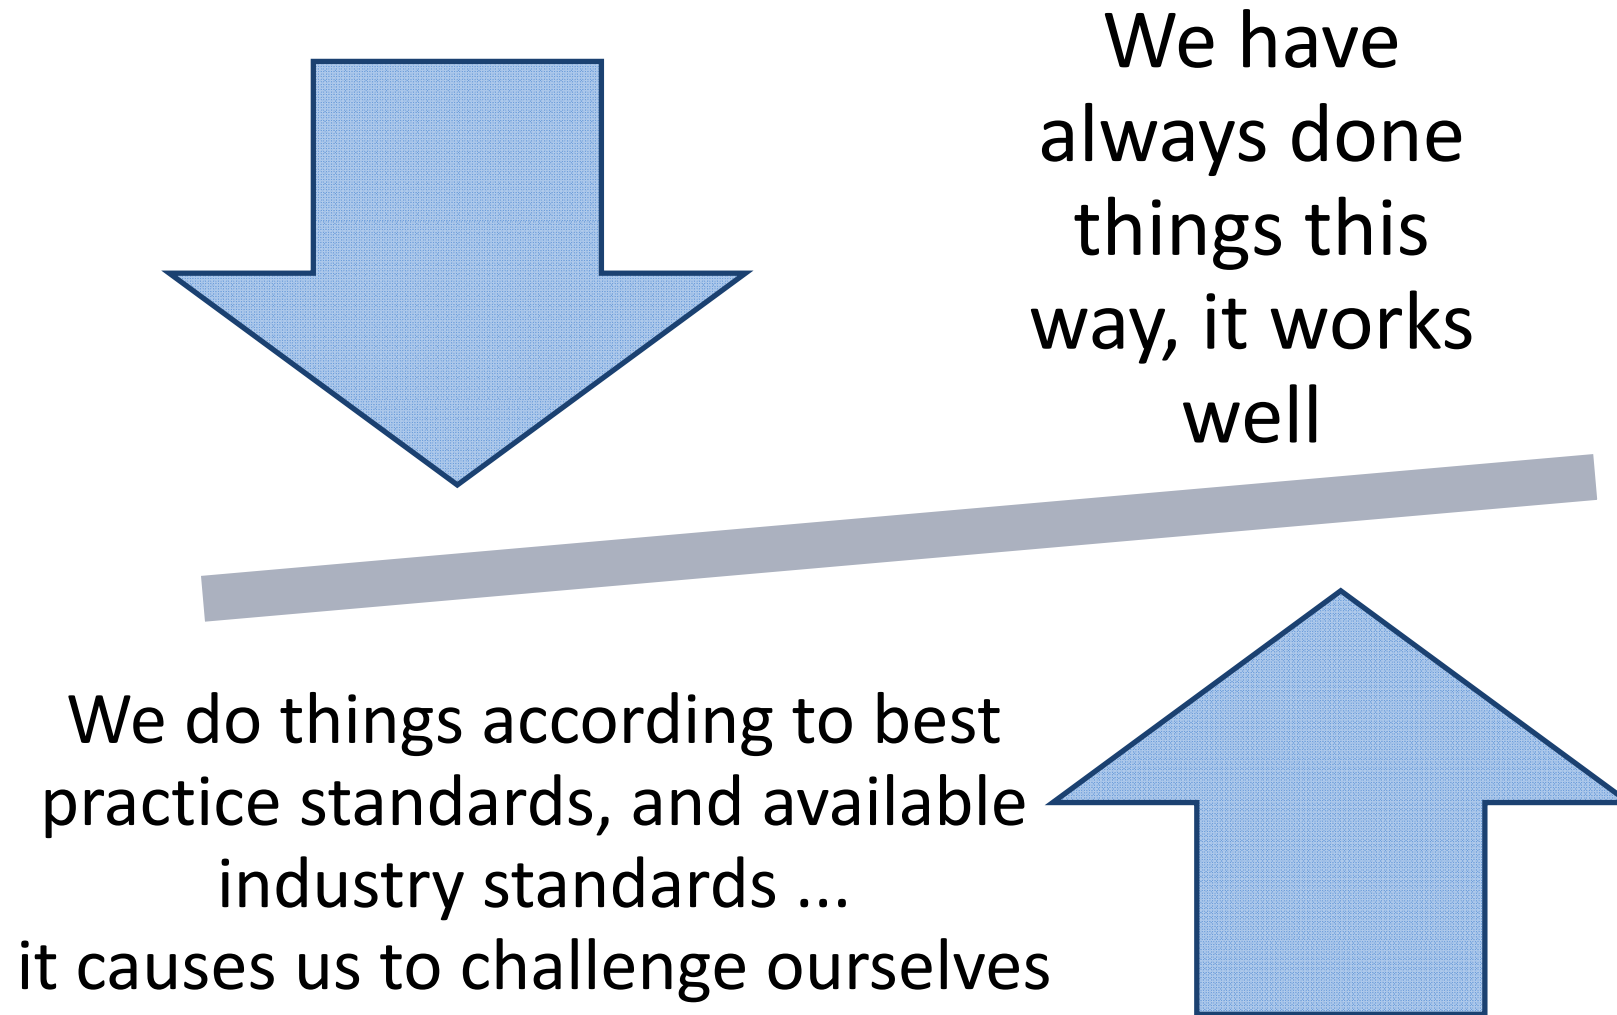 We have
always done
things this
way, it works
well
We do things according to best
practice standards, and available
industry standards ...
it causes us to challenge ourselves